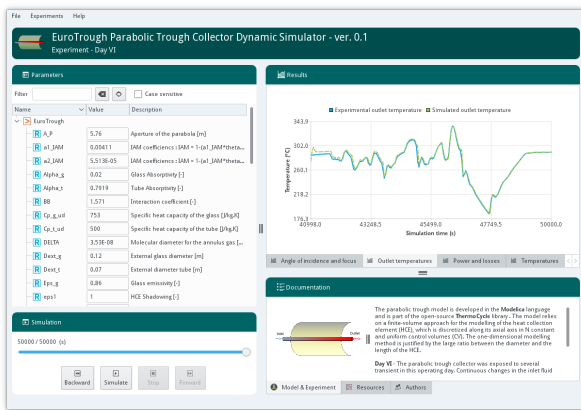 File Experiments Help
EuroTrough Parabolic Trough Collector Dynamic Simulator - ver. 0.1
Experiment - Day VI
Parameters
Filter Case sensitive
Name Value Description
EuroTrough
R A_P 5,76 Aperture of the parabola [m]
R a1_IAM 0,00411 IAM coefficiencs : IAM = 1-(a1_IAM*theta...
R a2_IAM 5,513E-05 IAM coefficiencs : IAM = 1-(a1_IAM*theta...
R Alpha_g 0,02 Glass Absorptivity [-]
R Alpha_t 0,7919 Tube Absorptivity [-]
R BB 1,571 Interaction coefficient [-]
R Cp_g_ud 753 Specific heat capacity of the glass [J/kg.K]
R Cp_t_ud 500 Specific heat capacity of the tube [J/kg.K]
R DELTA 3,53E-08 Molecular diameter for the annulus gas [...
R Dext_g 0,12 External glass diameter [m]
R Dext_t 0,07 External diameter tube [m]
R Eps_g 0,86 Glass emissivity [-]
R eps1 1 HCE Shadowing [-]
Simulation
50000 / 50000 (s)
Backward Simulate Stop Forward
Results
Experimental outlet temperature Simulated outlet temperature
343,9
302,0
260,1
218,2
176,3
Temperature (°C)
40998,0 43248,5 45499,0 47749,5 50000,0
Simulation time (s)
Angle of incidence and focus Outlet temperatures Power and losses Temperatures
Documentation
Inlet Outlet
The parabolic trough model is developed in the Modelica language
and is part of the open-source ThermoCycle library. The model relies
on a finite-volume approach for the modelling of the heat collection
element (HCE), which is discretized along its axial axis in N constant
and uniform control volumes (CV). The one-dimensional modelling
method is justified by the large ratio between the diameter and the
length of the HCE.
Day VI - The parabolic trough collector was exposed to several
transient in this operating day. Continuous changes in the inlet fluid
Model & Experiment Resources Authors